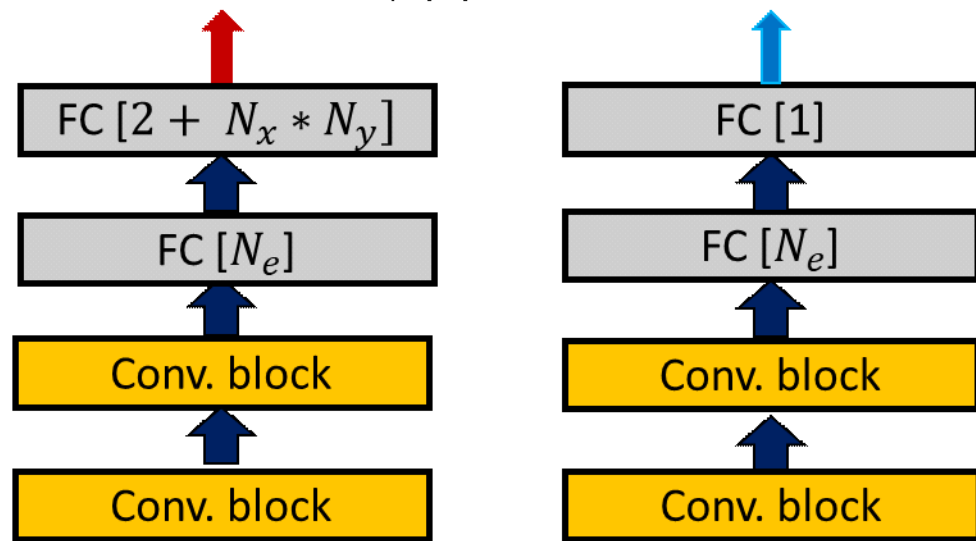 FC [2 + N_x * N_y]
FC [N_e]
Conv. block
Conv. block
FC [1]
FC [N_e]
Conv. block
Conv. block